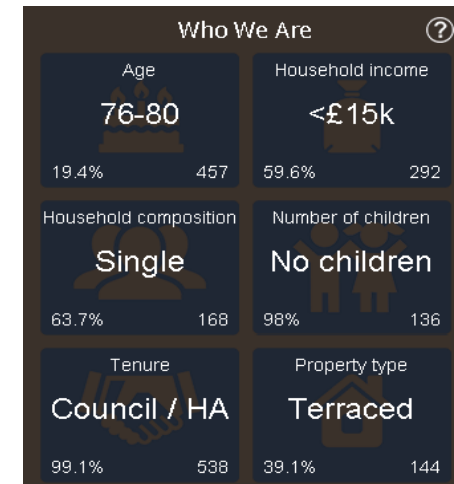 Who We Are ?
Age
76-80
19.4% 457
Household income
<£15k
59.6% 292
Household composition
Single
63.7% 168
Number of children
No children
98% 136
Tenure
Council / HA
99.1% 538
Property type
Terraced
39.1% 144